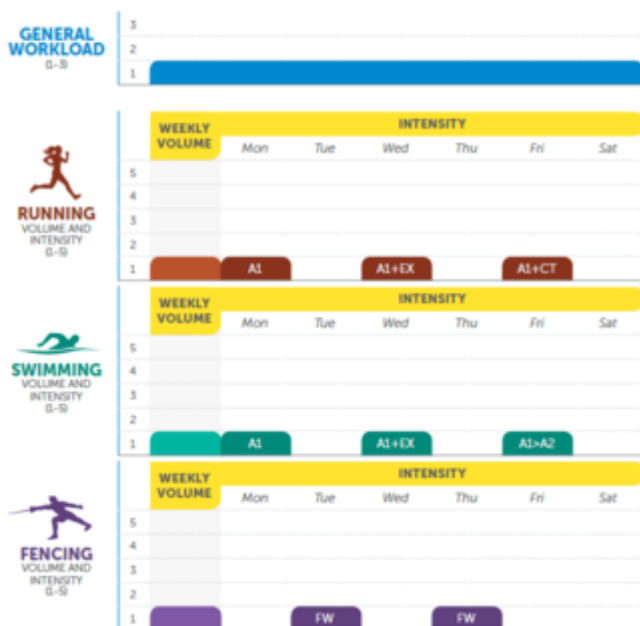 GENERAL
WORKLOAD
(1-3)
3
2
1
WEEKLY
VOLUME
INTENSITY
Mon Tue Wed Thu Fri Sat
RUNNING
VOLUME AND
INTENSITY
(1-5)
5
4
3
2
1 A1 A1+EX A1+CT
WEEKLY
VOLUME
INTENSITY
Mon Tue Wed Thu Fri Sat
SWIMMING
VOLUME AND
INTENSITY
(1-5)
5
4
3
2
1 A1 A1+EX A1>A2
WEEKLY
VOLUME
INTENSITY
Mon Tue Wed Thu Fri Sat
FENCING
VOLUME AND
INTENSITY
(1-5)
5
4
3
2
1 FW FW